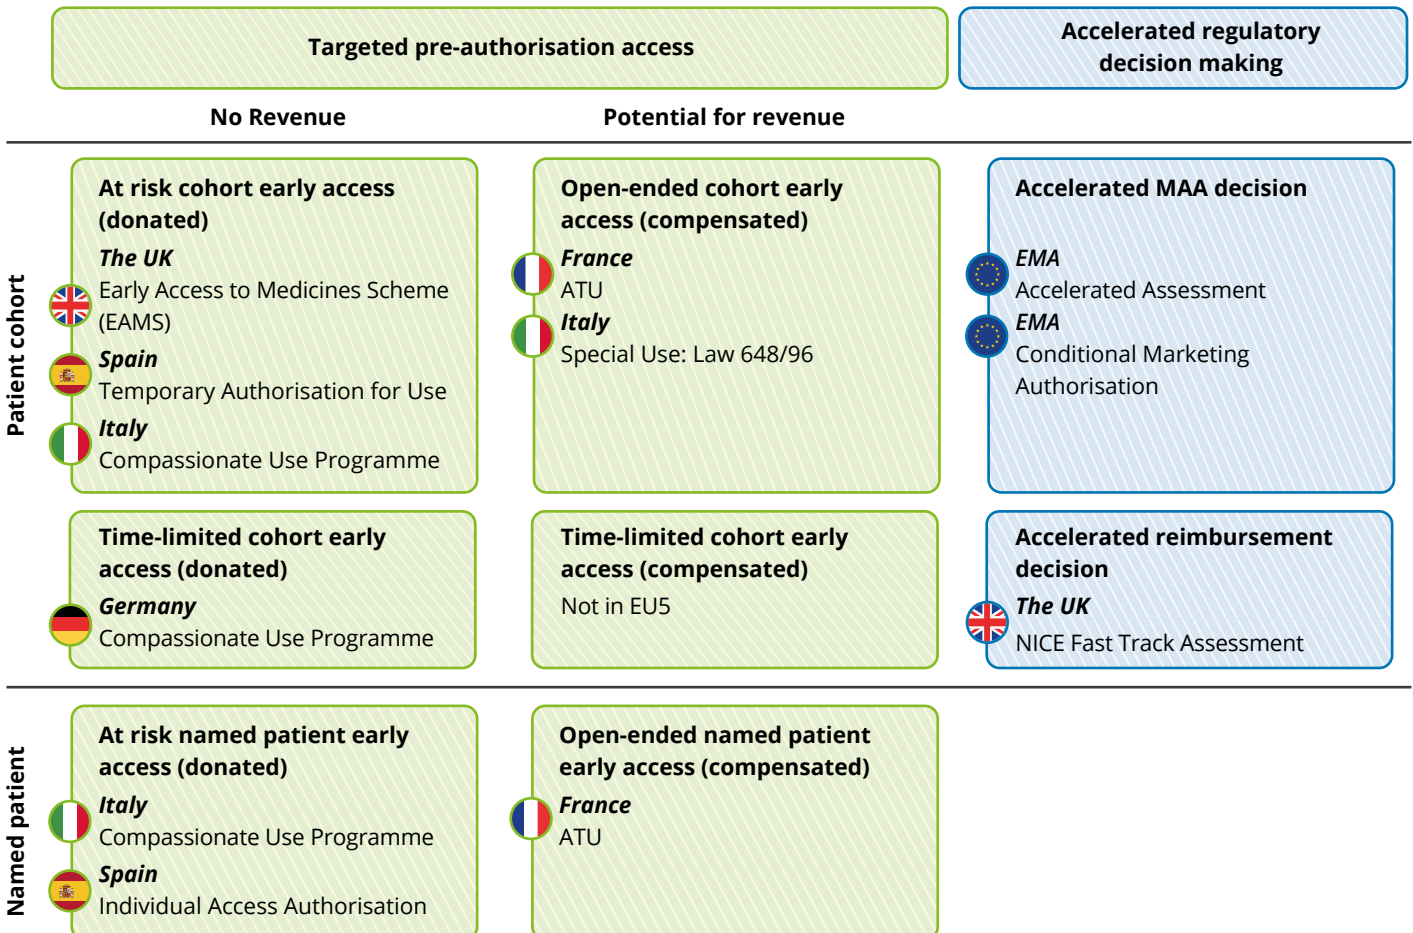 Targeted pre-authorisation access
Accelerated regulatory
decision making
No Revenue
Potential for revenue
Patient cohort
At risk cohort early access
(donated)
The UK
Early Access to Medicines Scheme
(EAMS)
Spain
Temporary Authorisation for Use
Italy
Compassionate Use Programme
Open-ended cohort early
access (compensated)
France
ATU
Italy
Special Use: Law 648/96
Accelerated MAA decision
EMA
Accelerated Assessment
EMA
Conditional Marketing
Authorisation
Time-limited cohort early
access (donated)
Germany
Compassionate Use Programme
Time-limited cohort early
access (compensated)
Not in EU5
Accelerated reimbursement
decision
The UK
NICE Fast Track Assessment
Named patient
At risk named patient early
access (donated)
Italy
Compassionate Use Programme
Spain
Individual Access Authorisation
Open-ended named patient
early access (compensated)
France
ATU